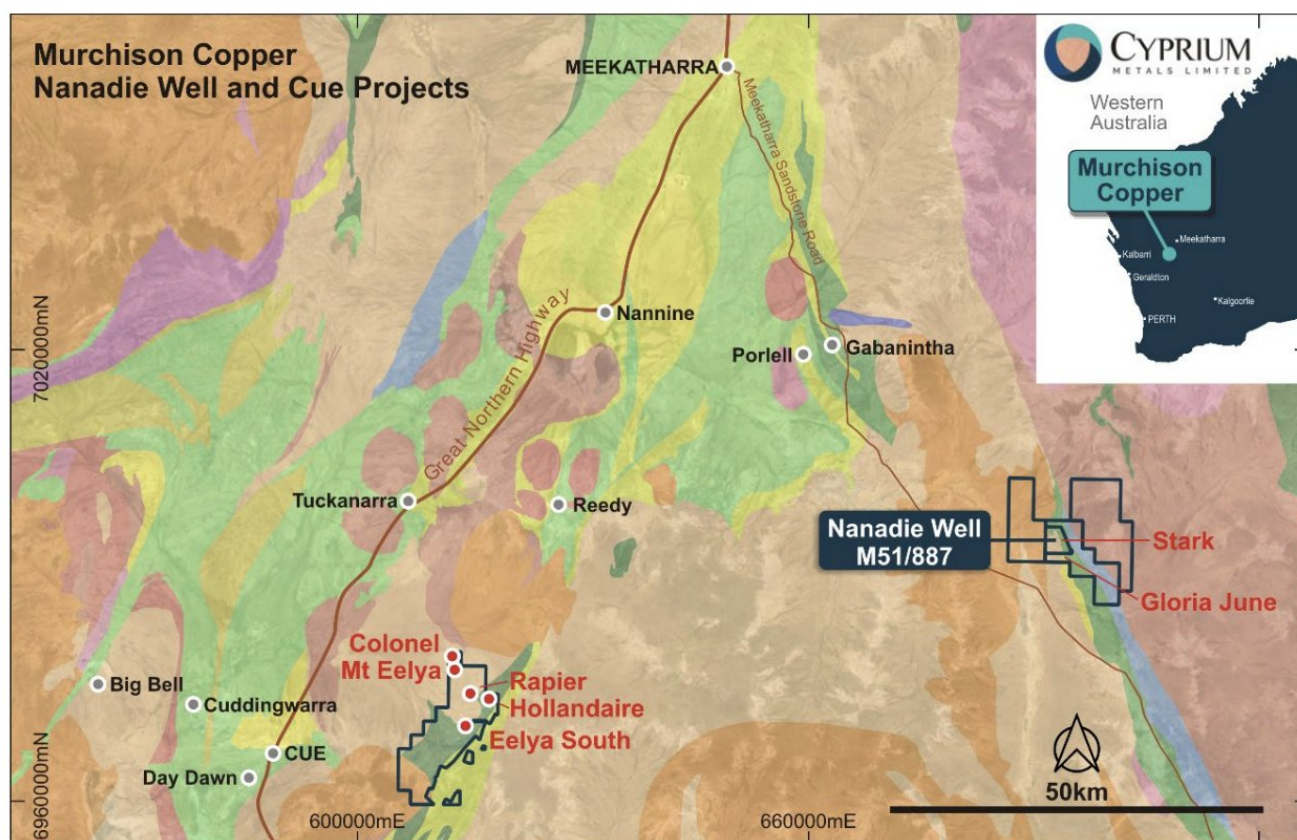 Murchison Copper
Nanadie Well and Cue Projects
MEEKATHARRA
Meekatharra Sandstone Road
CYPRIUM
METALS LIMITED
Western
Australia
Murchison
Copper
Meekatharra
Kalbarri
Geraldton
Kalgoorlie
PERTH
7020000mN
Great Northern Highway
Nannine
Porlell
Gabanintha
Tuckanarra
Reedy
Nanadie Well
M51/887
Stark
Gloria June
Colonel
Mt Eelya
Rapier
Hollandaire
Eelya South
Big Bell
Cuddingwarra
CUE
Day Dawn
6960000mN
600000mE
660000mE
50km